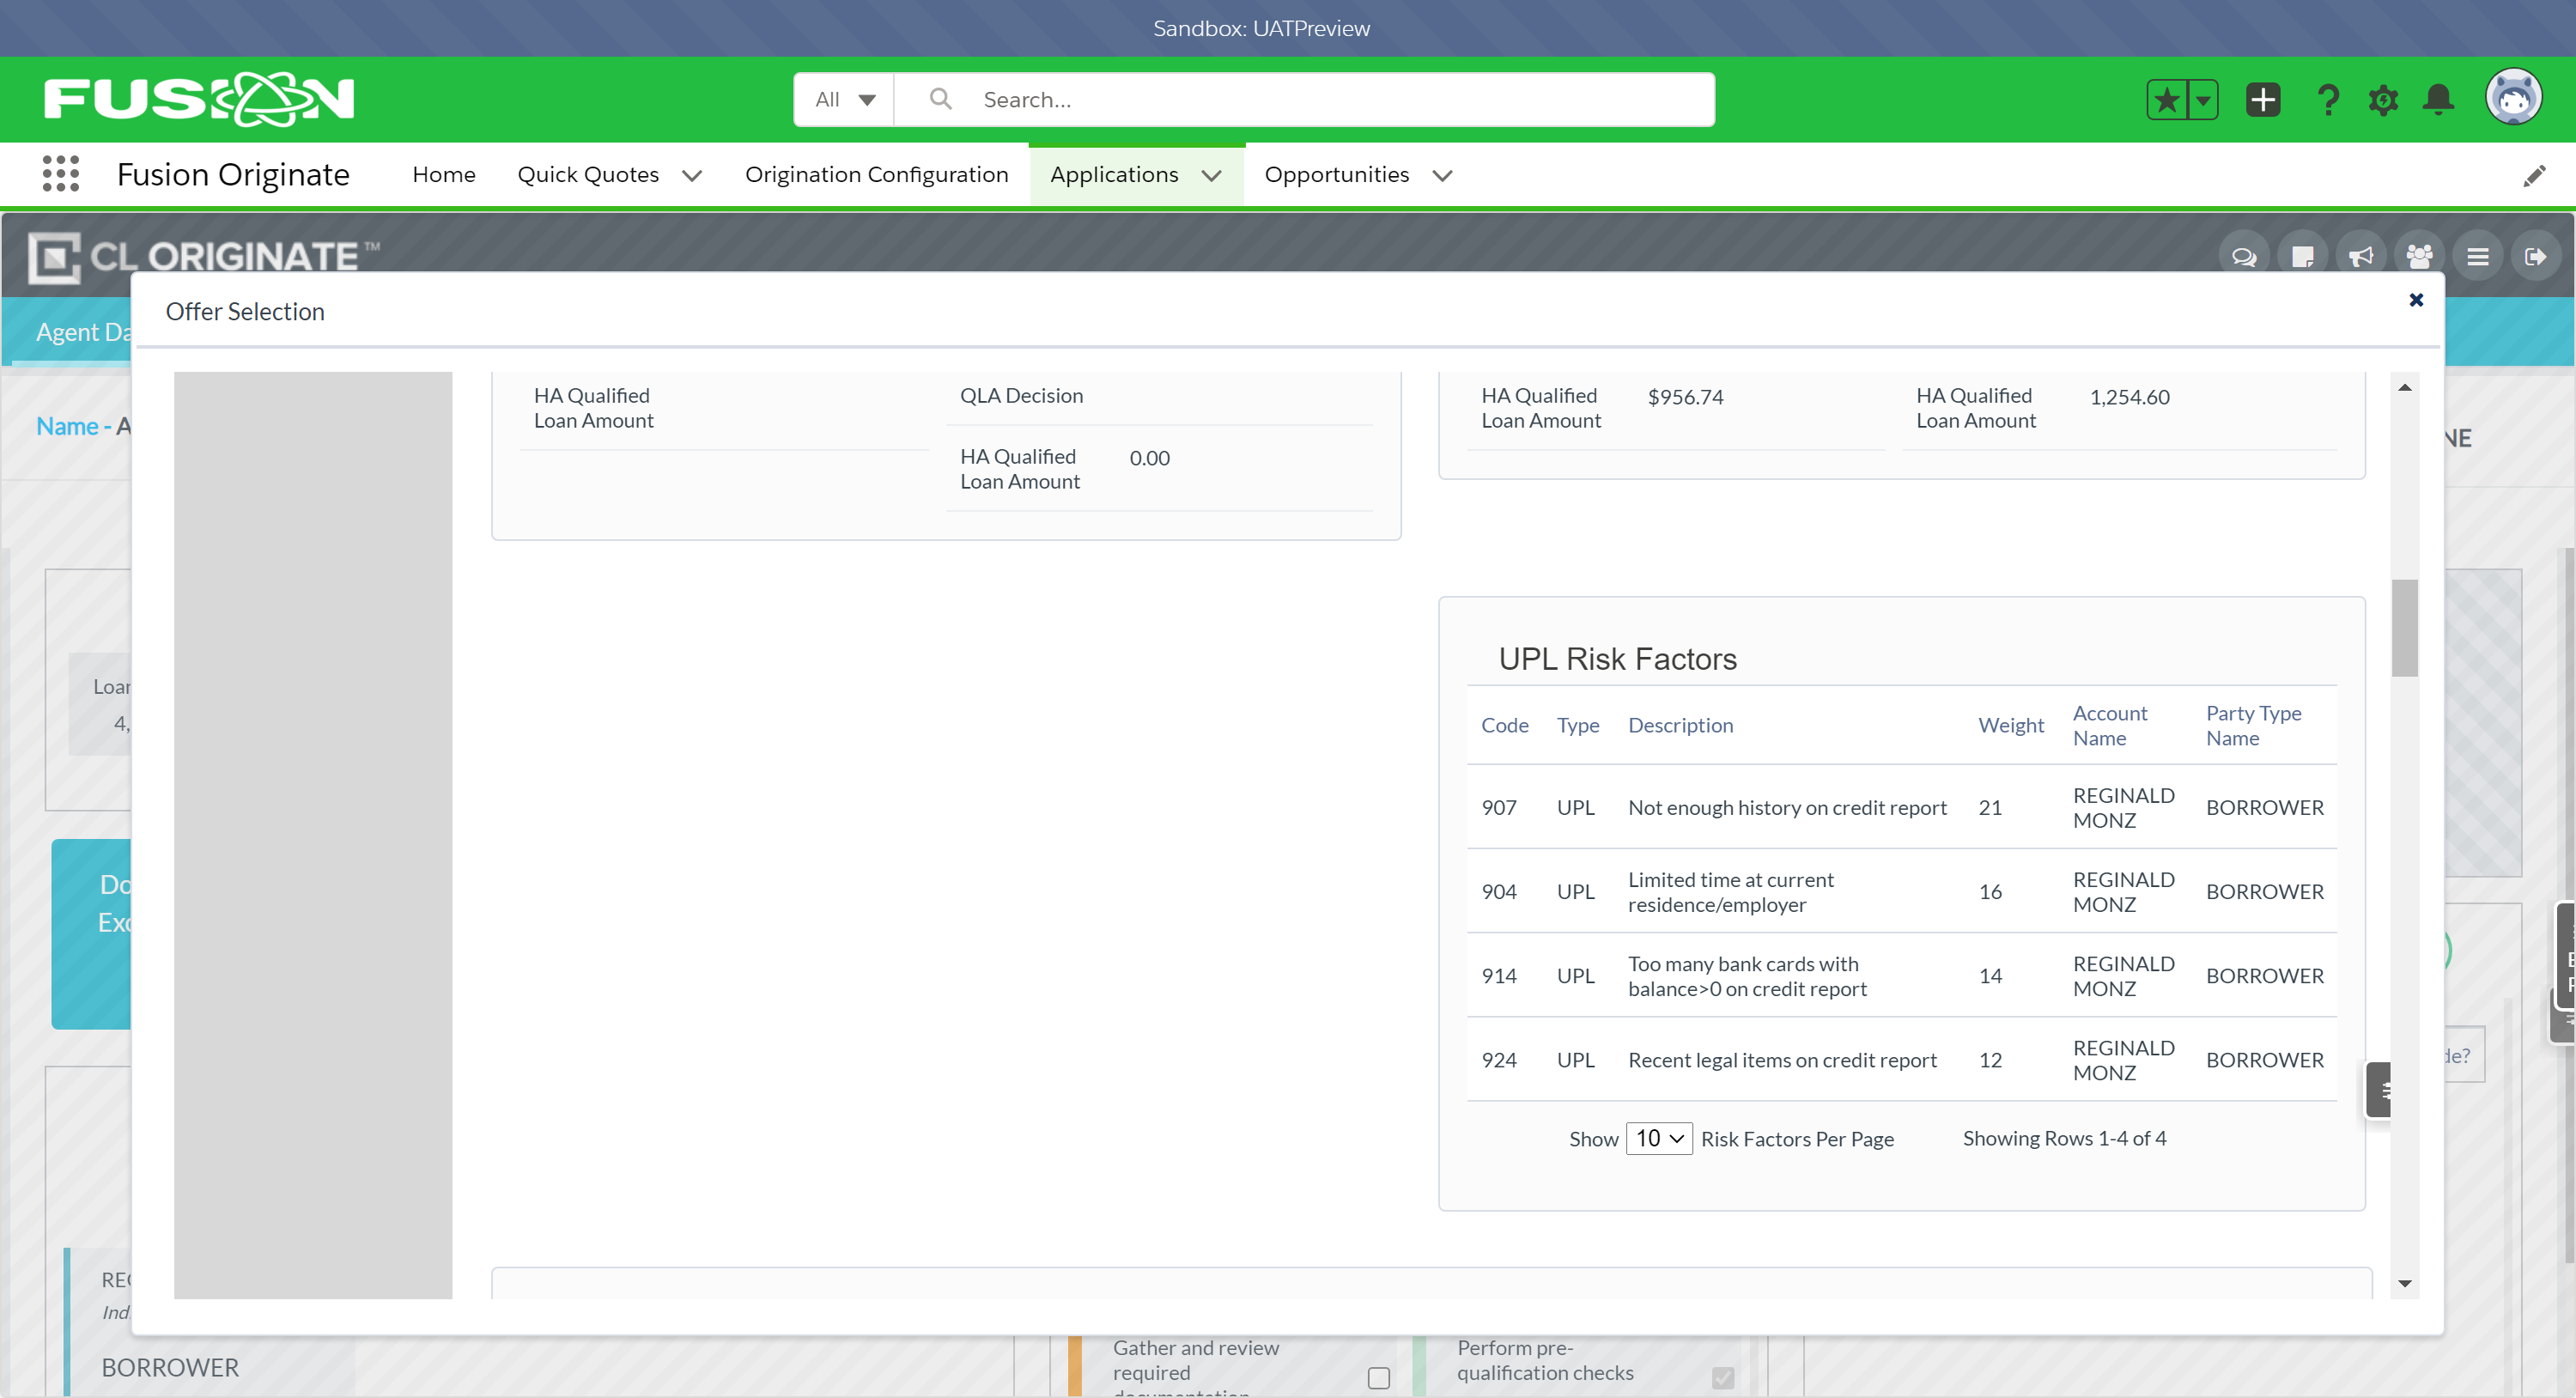 Sandbox: UATPreview
FUSION
All
Search...
Fusion Originate
Home
Quick Quotes
Origination Configuration
Applications
Opportunities
CL ORIGINATE™
Agent Da
Offer Selection
Name - A
NE
HA Qualified
Loan Amount
QLA Decision
HA Qualified
Loan Amount
0.00
HA Qualified
Loan Amount
$956.74
HA Qualified
Loan Amount
1,254.60
Loan
4,
Do
Exc
UPL Risk Factors
Code Type Description Weight Account Name Party Type Name
907 UPL Not enough history on credit report 21 REGINALD MONZ BORROWER
904 UPL Limited time at current residence/employer 16 REGINALD MONZ BORROWER
914 UPL Too many bank cards with balance>0 on credit report 14 REGINALD MONZ BORROWER
924 UPL Recent legal items on credit report 12 REGINALD MONZ BORROWER
Show 10 Risk Factors Per Page Showing Rows 1-4 of 4
de?
REG
Ind
BORROWER
Gather and review
required
Perform pre-
qualification checks